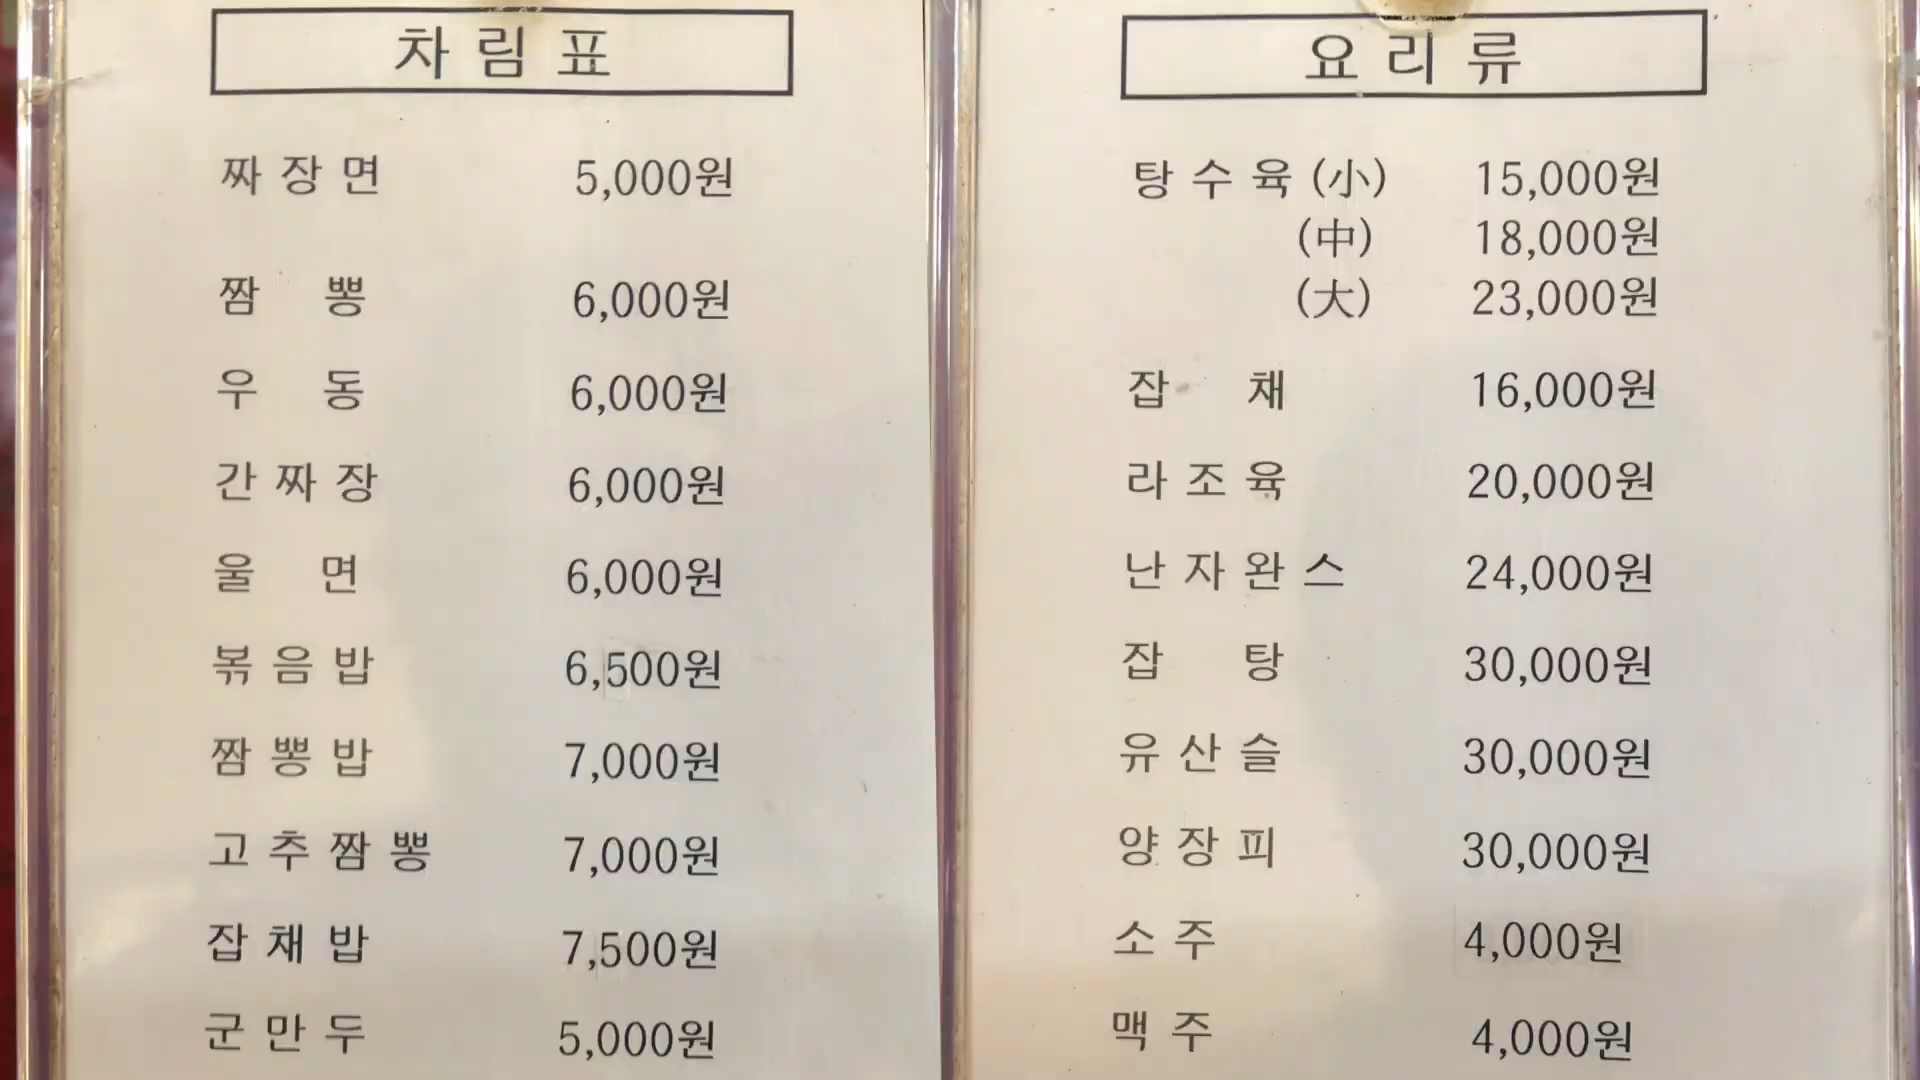 차림표
짜장면 5,000원
짬뽕 6,000원
우동 6,000원
간짜장 6,000원
울면 6,000원
볶음밥 6,500원
짬뽕밥 7,000원
고추짬뽕 7,000원
잡채밥 7,500원
군만두 5,000원
요리류
탕수육(小) 15,000원
(中) 18,000원
(大) 23,000원
잡채 16,000원
라조육 20,000원
난자완스 24,000원
잡탕 30,000원
유산슬 30,000원
양장피 30,000원
소주 4,000원
맥주 4,000원